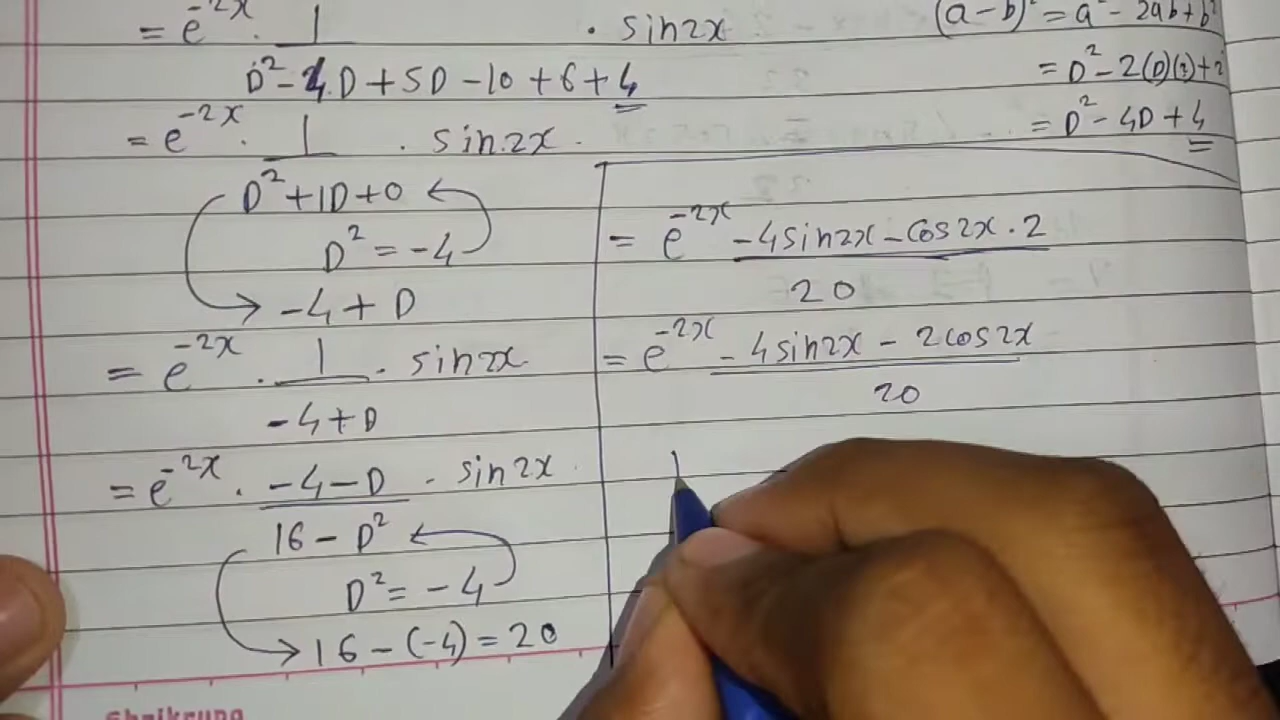 = e^-2x . 1 . sin2x
D² - 4D + 5D - 10 + 6 + 4
= e^-2x . 1 . sin2x .
D² + 1D + 0
D² = -4
-4 + D
= e^-2x . 1 . sin2x
-4 + D
= e^-2x . -4 - D . sin2x
16 - D²
D² = -4
16 - (-4) = 20
(a-b)² = a² - 2ab + b²
= D² - 2(D)(2) + 2
= D² - 4D + 4
= e^-2x -4sin2x - cos2x . 2
20
= e^-2x -4sin2x - 2cos2x
20